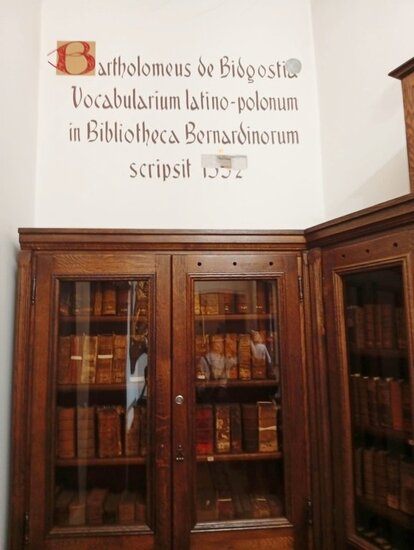 Bartholomeus de Bidgostia
Vocabularium latino-polonum
in Bibliotheca Bernardinorum
scripsit 1532